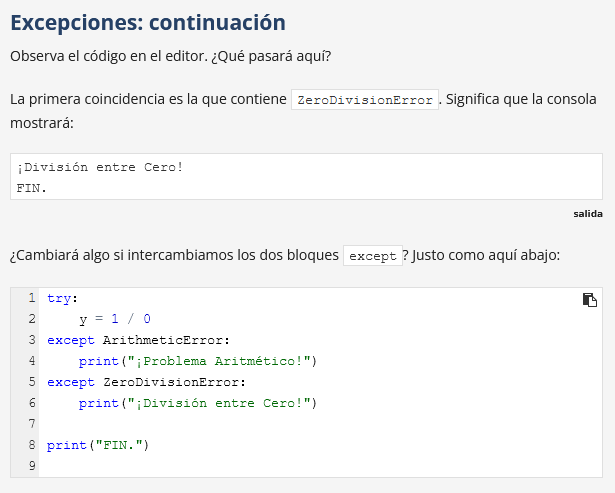 Excepciones: continuación
Observa el código en el editor. ¿Qué pasará aquí?
La primera coincidencia es la que contiene ZeroDivisionError. Significa que la consola
mostrará:
¡División entre Cero!
FIN.
salida
¿Cambiará algo si intercambiamos los dos bloques except? Justo como aquí abajo:
1 try:
2     y = 1 / 0
3 except ArithmeticError:
4     print("¡Problema Aritmético!")
5 except ZeroDivisionError:
6     print("¡División entre Cero!")
7
8 print("FIN.")
9